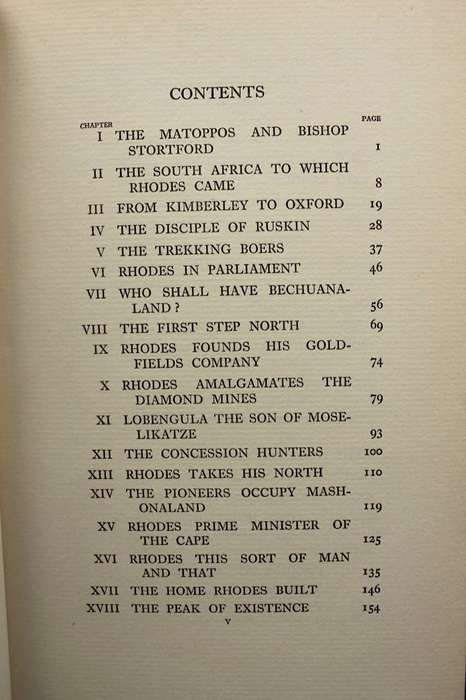 CONTENTS
CHAPTER PAGE
I THE MATOPPOS AND BISHOP
STORTFORD 1
II THE SOUTH AFRICA TO WHICH
RHODES CAME 8
III FROM KIMBERLEY TO OXFORD 19
IV THE DISCIPLE OF RUSKIN 28
V THE TREKKING BOERS 37
VI RHODES IN PARLIAMENT 46
VII WHO SHALL HAVE BECHUANA-
LAND? 56
VIII THE FIRST STEP NORTH 69
IX RHODES FOUNDS HIS GOLD-
FIELDS COMPANY 74
X RHODES AMALGAMATES THE
DIAMOND MINES 79
XI LOBENGULA THE SON OF MOSE-
LIKATZE 93
XII THE CONCESSION HUNTERS 100
XIII RHODES TAKES HIS NORTH 110
XIV THE PIONEERS OCCUPY MASH-
ONALAND 119
XV RHODES PRIME MINISTER OF
THE CAPE 125
XVI RHODES THIS SORT OF MAN
AND THAT 135
XVII THE HOME RHODES BUILT 146
XVIII THE PEAK OF EXISTENCE 154
v